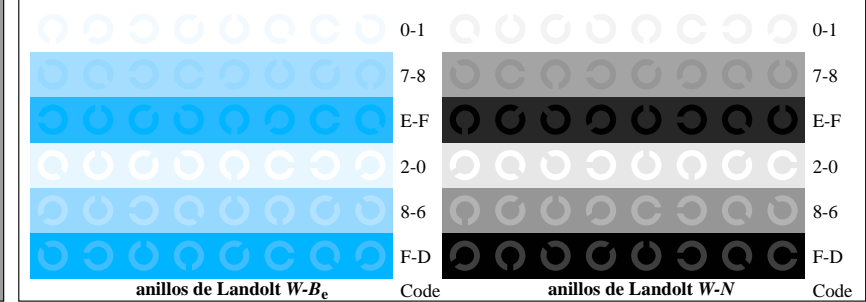 0-1 0-1
7-8 7-8
E-F E-F
2-0 2-0
8-6 8-6
F-D F-D
anillos de Landolt W-Be Code anillos de Landolt W-N Code